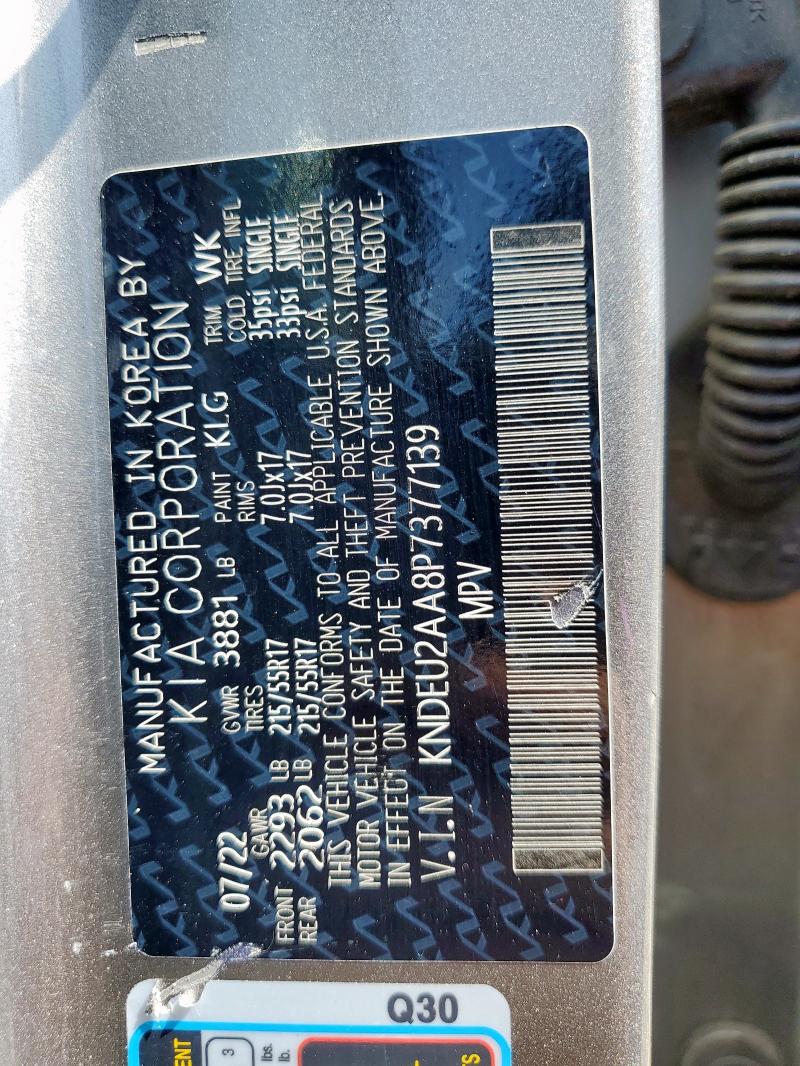 MANUFACTURED IN KOREA BY
KIA CORPORATION
07/22 GVWR 3881 LB PAINT KLG TRIM WK
GAWR TIRES RIMS COLD TIRE INFL
FRONT 2293 LB 215/55R17 7.0Jx17 35psi SINGLE
REAR 2062 LB 215/55R17 7.0Jx17 33psi SINGLE
THIS VEHICLE CONFORMS TO ALL APPLICABLE U.S.A. FEDERAL
MOTOR VEHICLE SAFETY AND THEFT PREVENTION STANDARDS
IN EFFECT ON THE DATE OF MANUFACTURE SHOWN ABOVE.
V.I.N KNDEU2AA8P7377139
MPV
Q30
3
lbs.
lb.